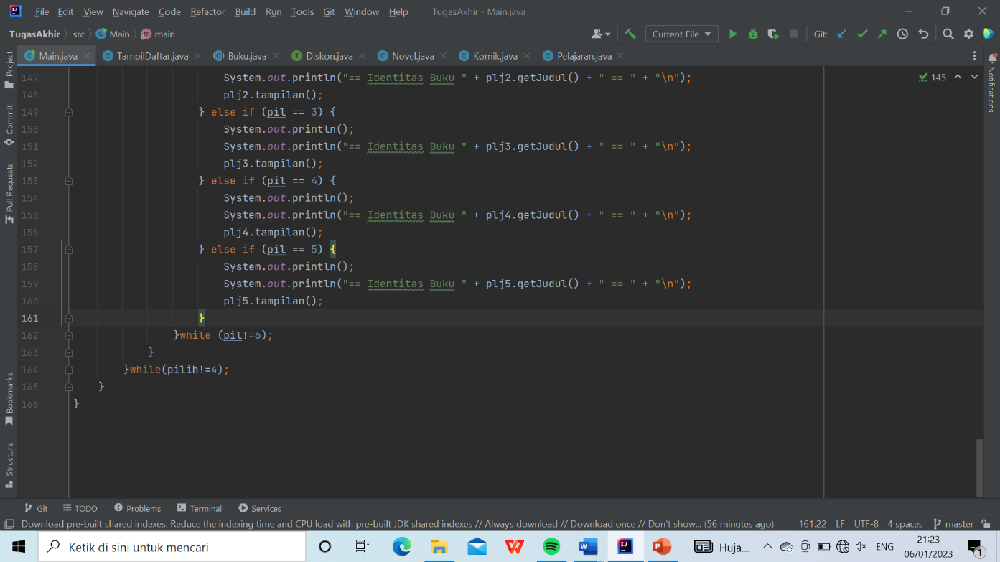 File Edit View Navigate Code Refactor Build Run Tools Git Window Help TugasAkhir - Main.java
TugasAkhir src Main main Current File Git:
Main.java TampilDaftar.java Buku.java Diskon.java Novel.java Komik.java Pelajaran.java
Project
Commit
Pull Requests
Bookmarks
Structure
Notifications
145
147 System.out.println("== Identitas Buku " + plj2.getJudul() + " == " + "\n");
148 plj2.tampilan();
149 } else if (pil == 3) {
150 System.out.println();
151 System.out.println("== Identitas Buku " + plj3.getJudul() + " == " + "\n");
152 plj3.tampilan();
153 } else if (pil == 4) {
154 System.out.println();
155 System.out.println("== Identitas Buku " + plj4.getJudul() + " == " + "\n");
156 plj4.tampilan();
157 } else if (pil == 5) {
158 System.out.println();
159 System.out.println("== Identitas Buku " + plj5.getJudul() + " == " + "\n");
160 plj5.tampilan();
161 }
162 }while (pil!=6);
163 }
164 }while(pilih!=4);
165 }
166 }
Git TODO Problems Terminal Services
Download pre-built shared indexes: Reduce the indexing time and CPU load with pre-built JDK shared indexes // Always download // Download once // Don't show... (56 minutes ago) 161:22 LF UTF-8 4 spaces master
Ketik di sini untuk mencari Huja... ENG 21:23
06/01/2023 1